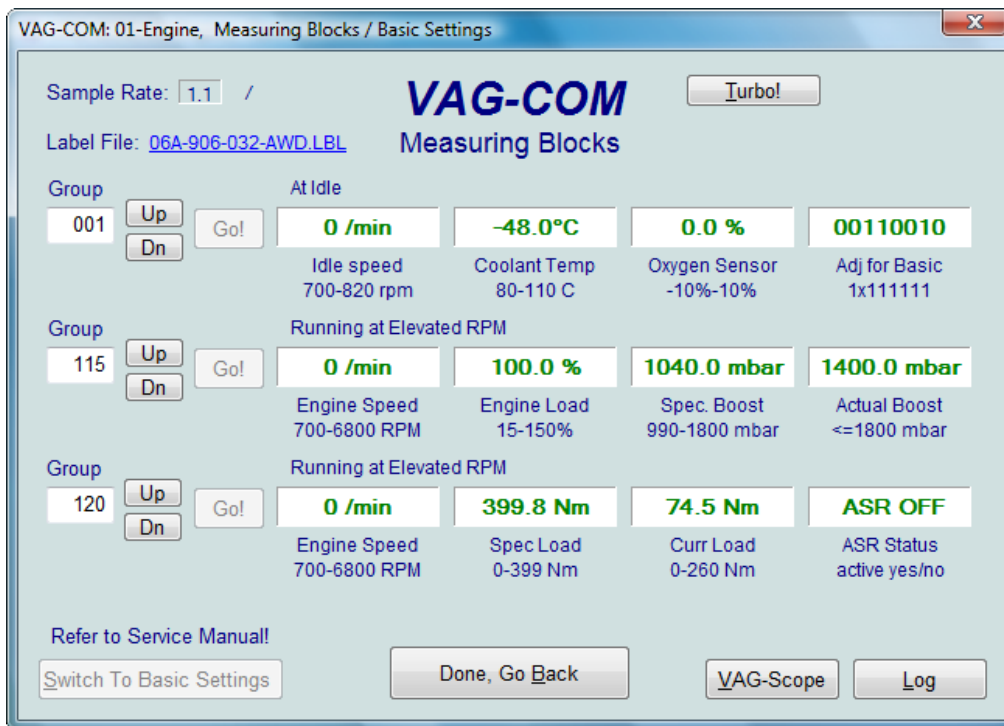 VAG-COM: 01-Engine, Measuring Blocks / Basic Settings
Sample Rate: 1.1 /
VAG-COM
Turbo!
Label File: 06A-906-032-AWD.LBL
Measuring Blocks
Group
At Idle
001 Up Dn Go! 0 /min -48.0°C 0.0 % 00110010
Idle speed Coolant Temp Oxygen Sensor Adj for Basic
700-820 rpm 80-110 C -10%-10% 1x111111
Group
Running at Elevated RPM
115 Up Dn Go! 0 /min 100.0 % 1040.0 mbar 1400.0 mbar
Engine Speed Engine Load Spec. Boost Actual Boost
700-6800 RPM 15-150% 990-1800 mbar <=1800 mbar
Group
Running at Elevated RPM
120 Up Dn Go! 0 /min 399.8 Nm 74.5 Nm ASR OFF
Engine Speed Spec Load Curr Load ASR Status
700-6800 RPM 0-399 Nm 0-260 Nm active yes/no
Refer to Service Manual!
Switch To Basic Settings
Done, Go Back
VAG-Scope
Log